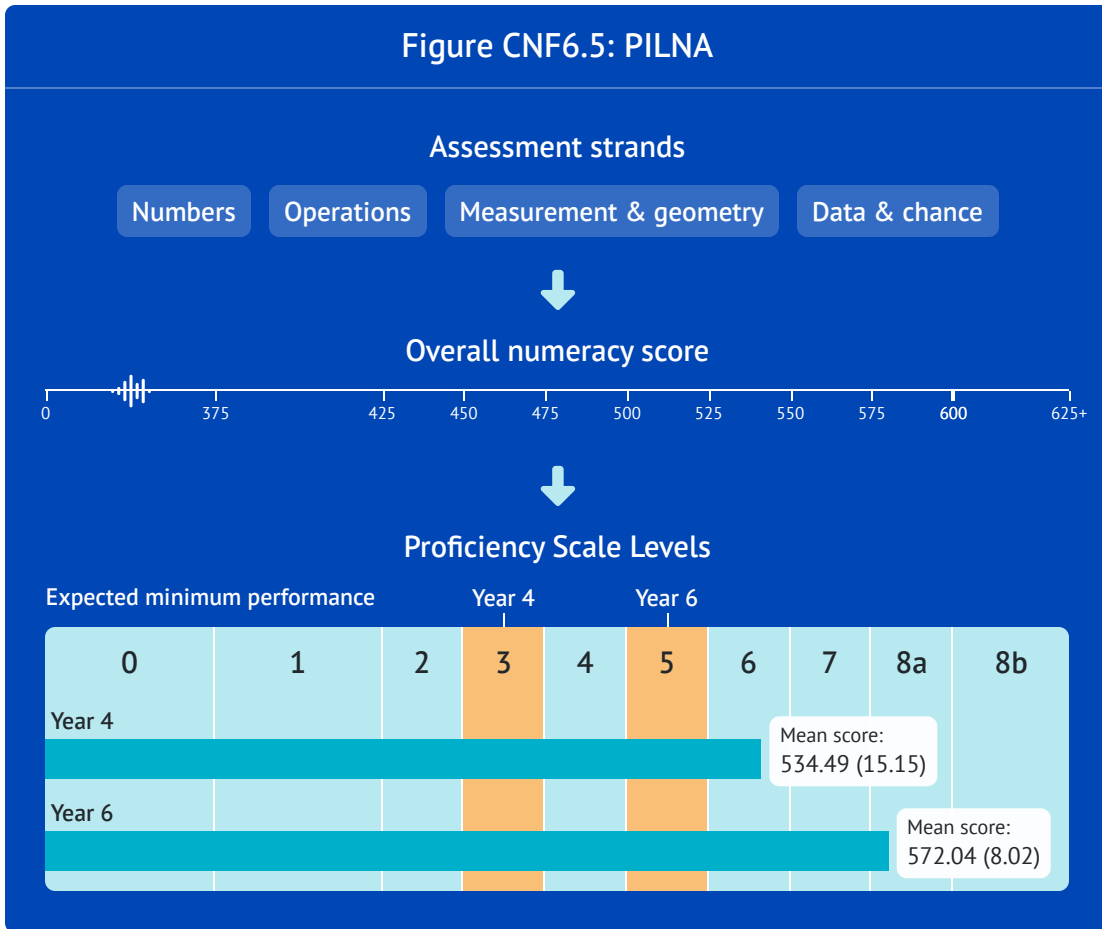 Figure CNF6.5: PILNA
Assessment strands
Numbers
Operations
Measurement & geometry
Data & chance
Overall numeracy score
0 375 425 450 475 500 525 550 575 600 625+
Proficiency Scale Levels
Expected minimum performance
Year 4
Year 6
0 1 2 3 4 5 6 7 8a 8b
Year 4
Mean score:
534.49 (15.15)
Year 6
Mean score:
572.04 (8.02)